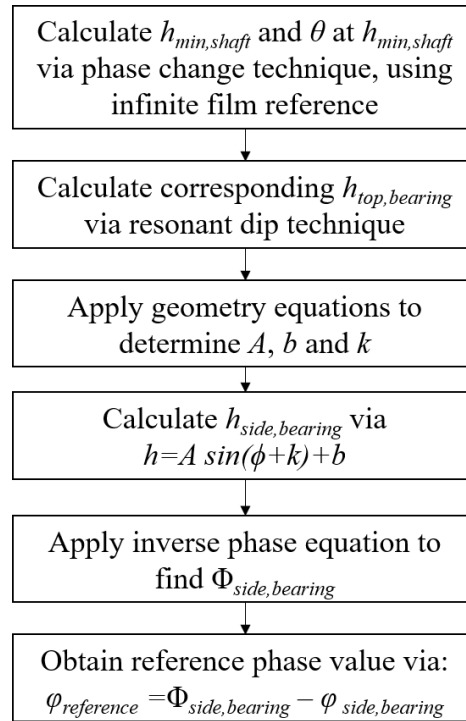 Calculate h_min,shaft and θ at h_min,shaft
via phase change technique, using
infinite film reference
Calculate corresponding h_top,bearing
via resonant dip technique
Apply geometry equations to
determine A, b and k
Calculate h_side,bearing via
h=A sin(ϕ+k)+b
Apply inverse phase equation to
find Φ_side,bearing
Obtain reference phase value via:
φ_reference =Φ_side,bearing − φ_side,bearing